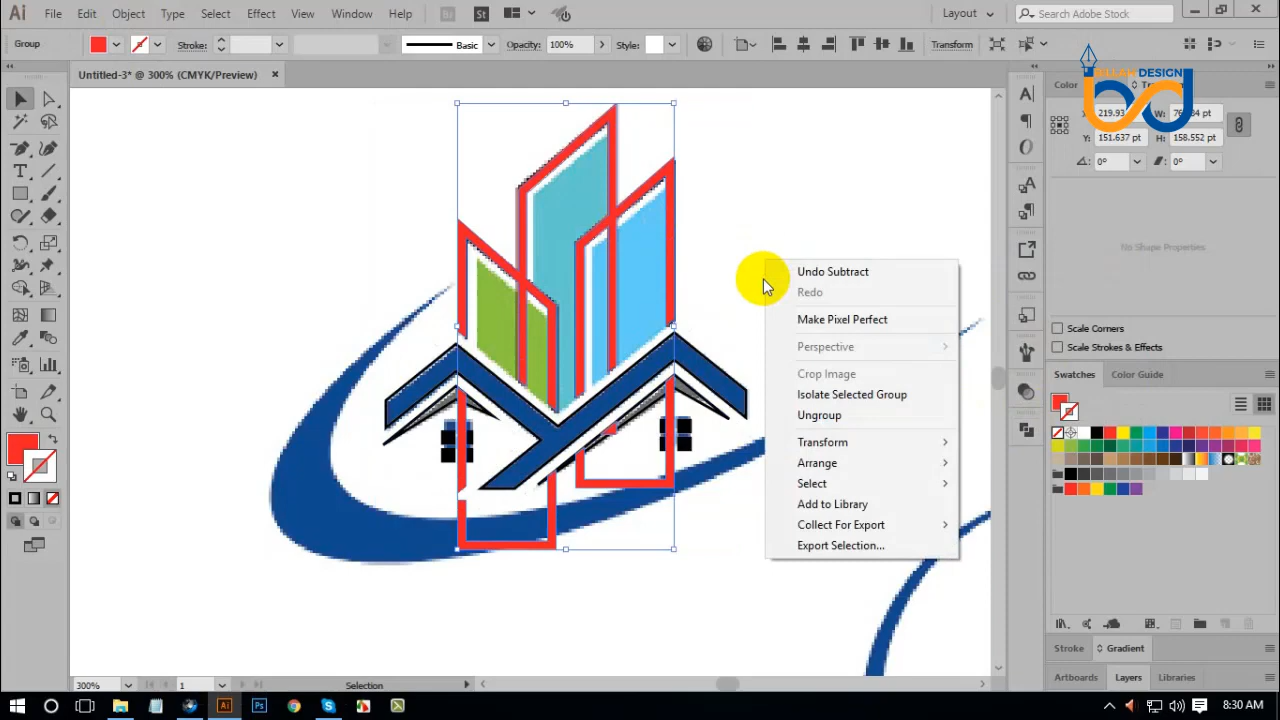 Ai File Edit Object Type Select Effect View Window Help Br St Layout Search Adobe Stock
Group Stroke: Basic Opacity: 100% Style: Transform
Untitled-3* @ 300% (CMYK/Preview)
DESIGN
Color
X: 219.93
Y: 151.637 pt H: 158.552 pt
0° 0°
No Shape Properties
Undo Subtract
Redo
Make Pixel Perfect
Perspective
Crop Image
Isolate Selected Group
Ungroup
Transform
Arrange
Select
Add to Library
Collect For Export
Export Selection...
Scale Corners
Scale Strokes & Effects
Swatches Color Guide
Stroke Gradient
Artboards Layers Libraries
300% 1 Selection
8:30 AM